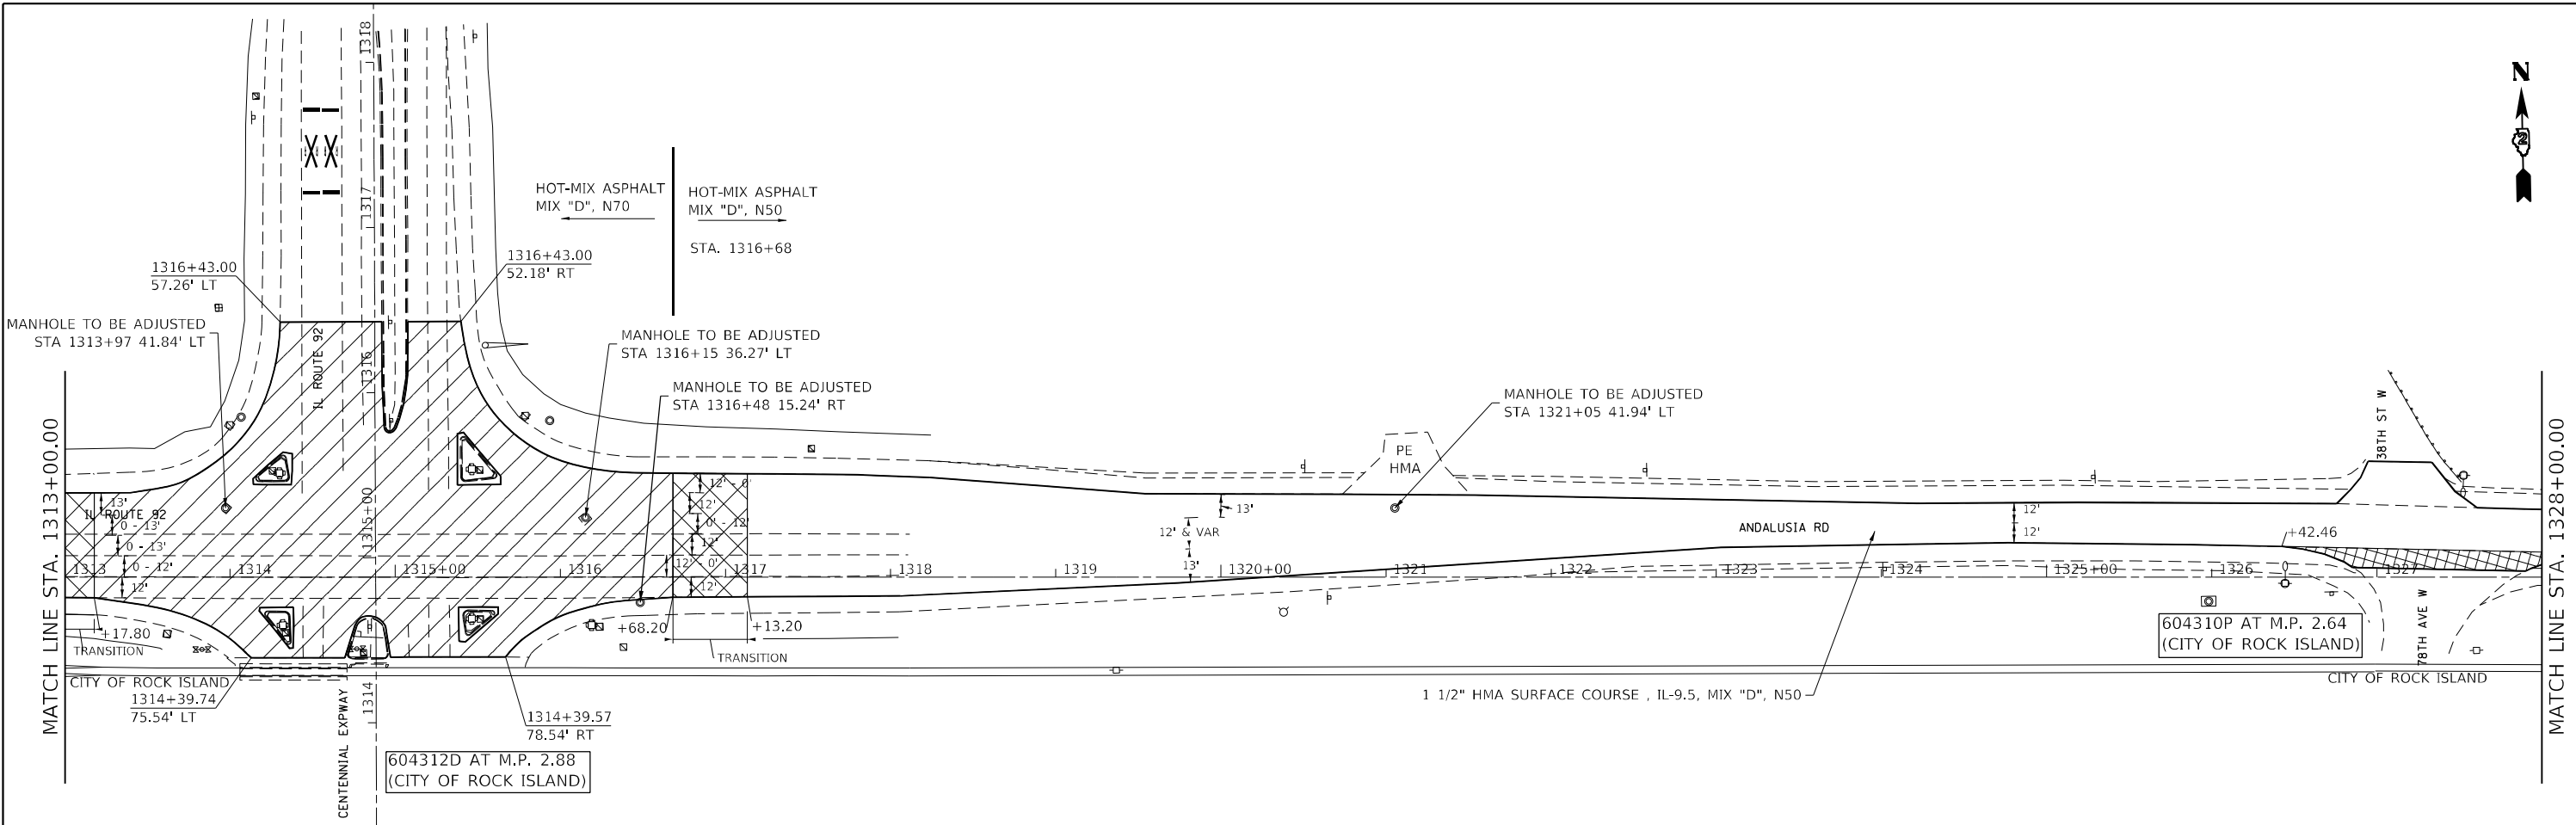 1318
1317
1316
1315+00
1314
IL ROUTE 92
N
HOT-MIX ASPHALT
MIX "D", N70
HOT-MIX ASPHALT
MIX "D", N50
STA. 1316+68
1316+43.00
57.26' LT
1316+43.00
52.18' RT
MANHOLE TO BE ADJUSTED
STA 1313+97 41.84' LT
MANHOLE TO BE ADJUSTED
STA 1316+15 36.27' LT
MANHOLE TO BE ADJUSTED
STA 1316+48 15.24' RT
MANHOLE TO BE ADJUSTED
STA 1321+05 41.94' LT
PE
HMA
38TH ST W
MATCH LINE STA. 1313+00.00
MATCH LINE STA. 1328+00.00
13'
IL ROUTE 92
0 - 13'
0 - 13'
0 - 12'
12'
12' - 0'
12'
0' - 12'
12'
12' - 0'
12'
13'
12' & VAR
13'
ANDALUSIA RD
12'
12'
+42.46
1313
1314
1315+00
1316
1317
1318
1319
1320+00
1321
1322
1323
1324
1325+00
1326
1327
+17.80
TRANSITION
+68.20
+13.20
TRANSITION
CITY OF ROCK ISLAND
1314+39.74
75.54' LT
CENTENNIAL EXPWAY
1314+39.57
78.54' RT
604312D AT M.P. 2.88
(CITY OF ROCK ISLAND)
1 1/2" HMA SURFACE COURSE , IL-9.5, MIX "D", N50
604310P AT M.P. 2.64
(CITY OF ROCK ISLAND)
78TH AVE W
CITY OF ROCK ISLAND